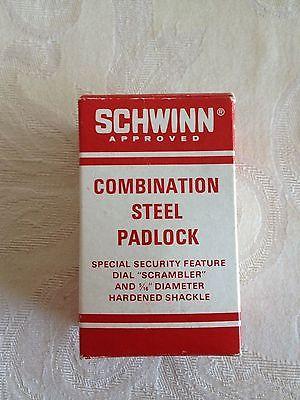 SCHWINN®
APPROVED
COMBINATION
STEEL
PADLOCK
SPECIAL SECURITY FEATURE
DIAL "SCRAMBLER"
AND 5/16" DIAMETER
HARDENED SHACKLE